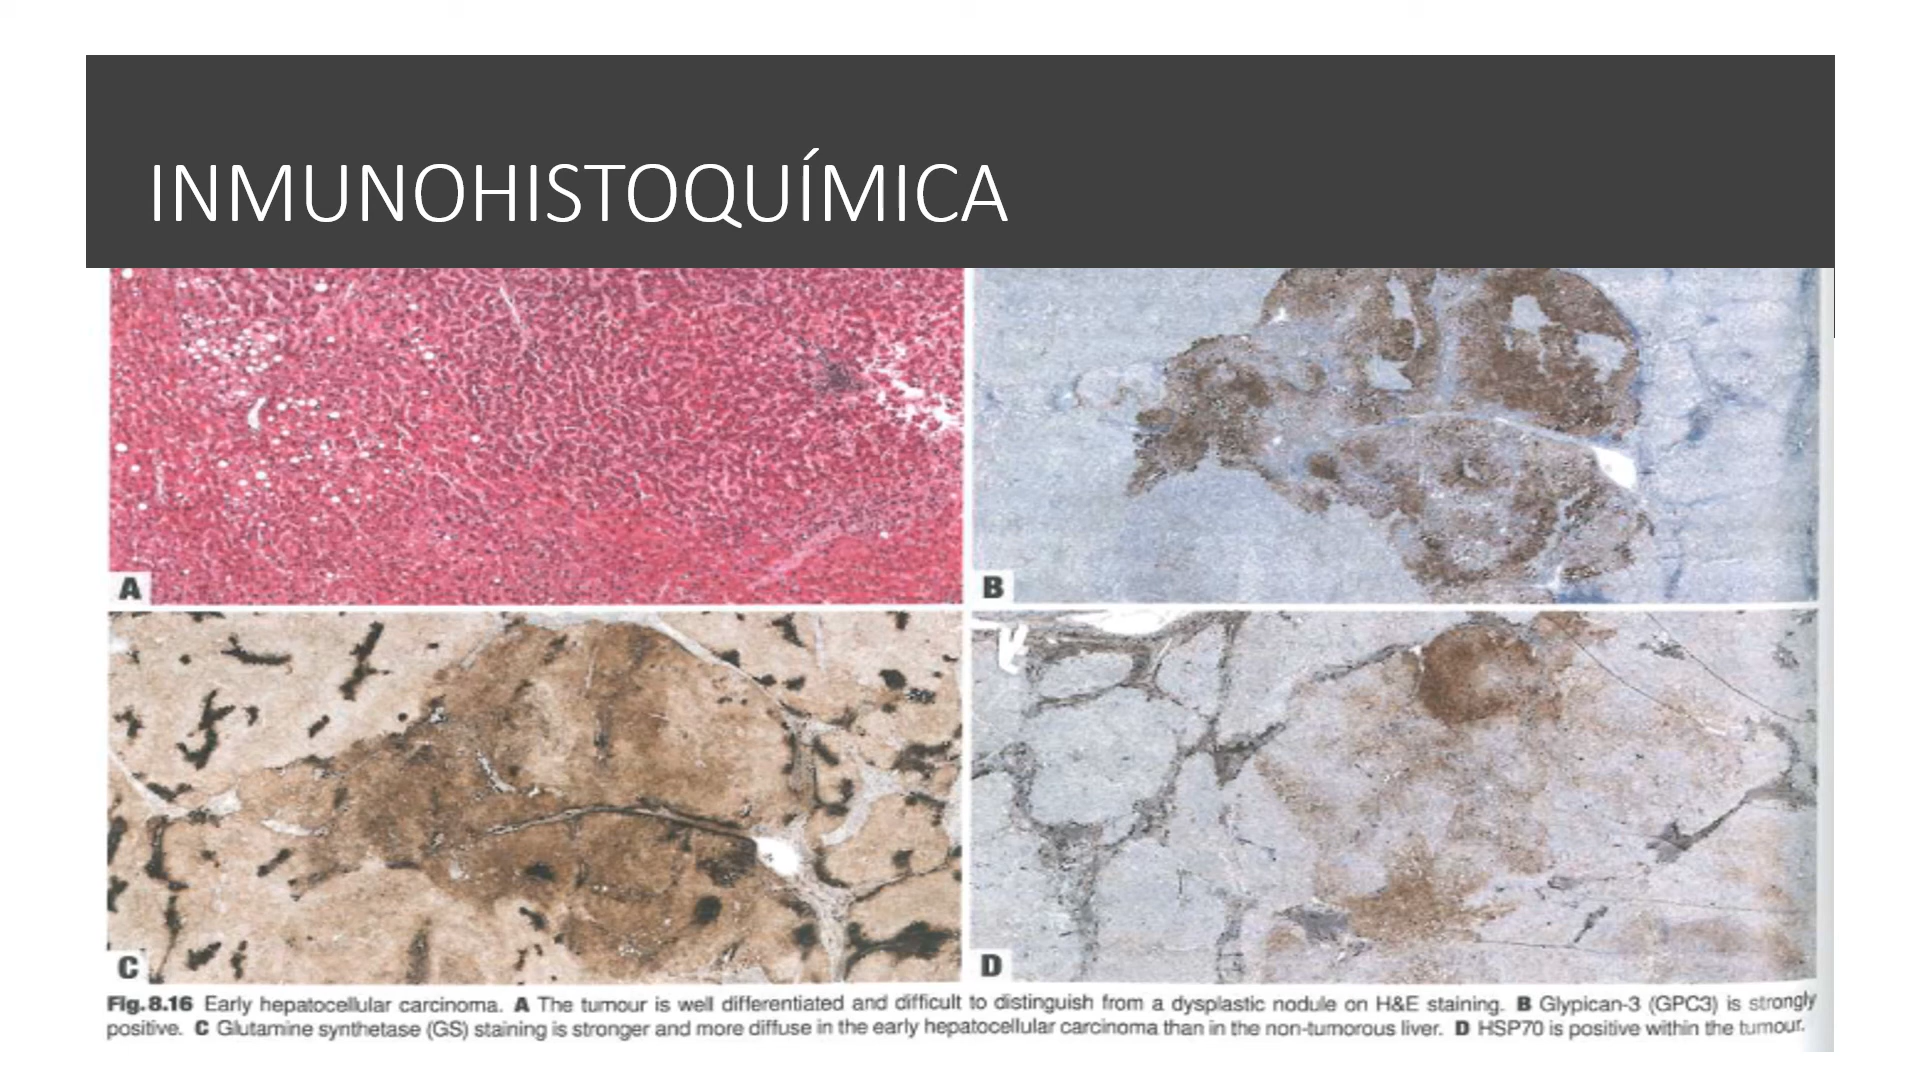 INMUNOHISTOQUÍMICA
A
B
C
D
Fig. 8.16 Early hepatocellular carcinoma. A The tumour is well differentiated and difficult to distinguish from a dysplastic nodule on H&E staining. B Glypican-3 (GPC3) is strongly
positive. C Glutamine synthetase (GS) staining is stronger and more diffuse in the early hepatocellular carcinoma than in the non-tumorous liver. D HSP70 is positive within the tumour.